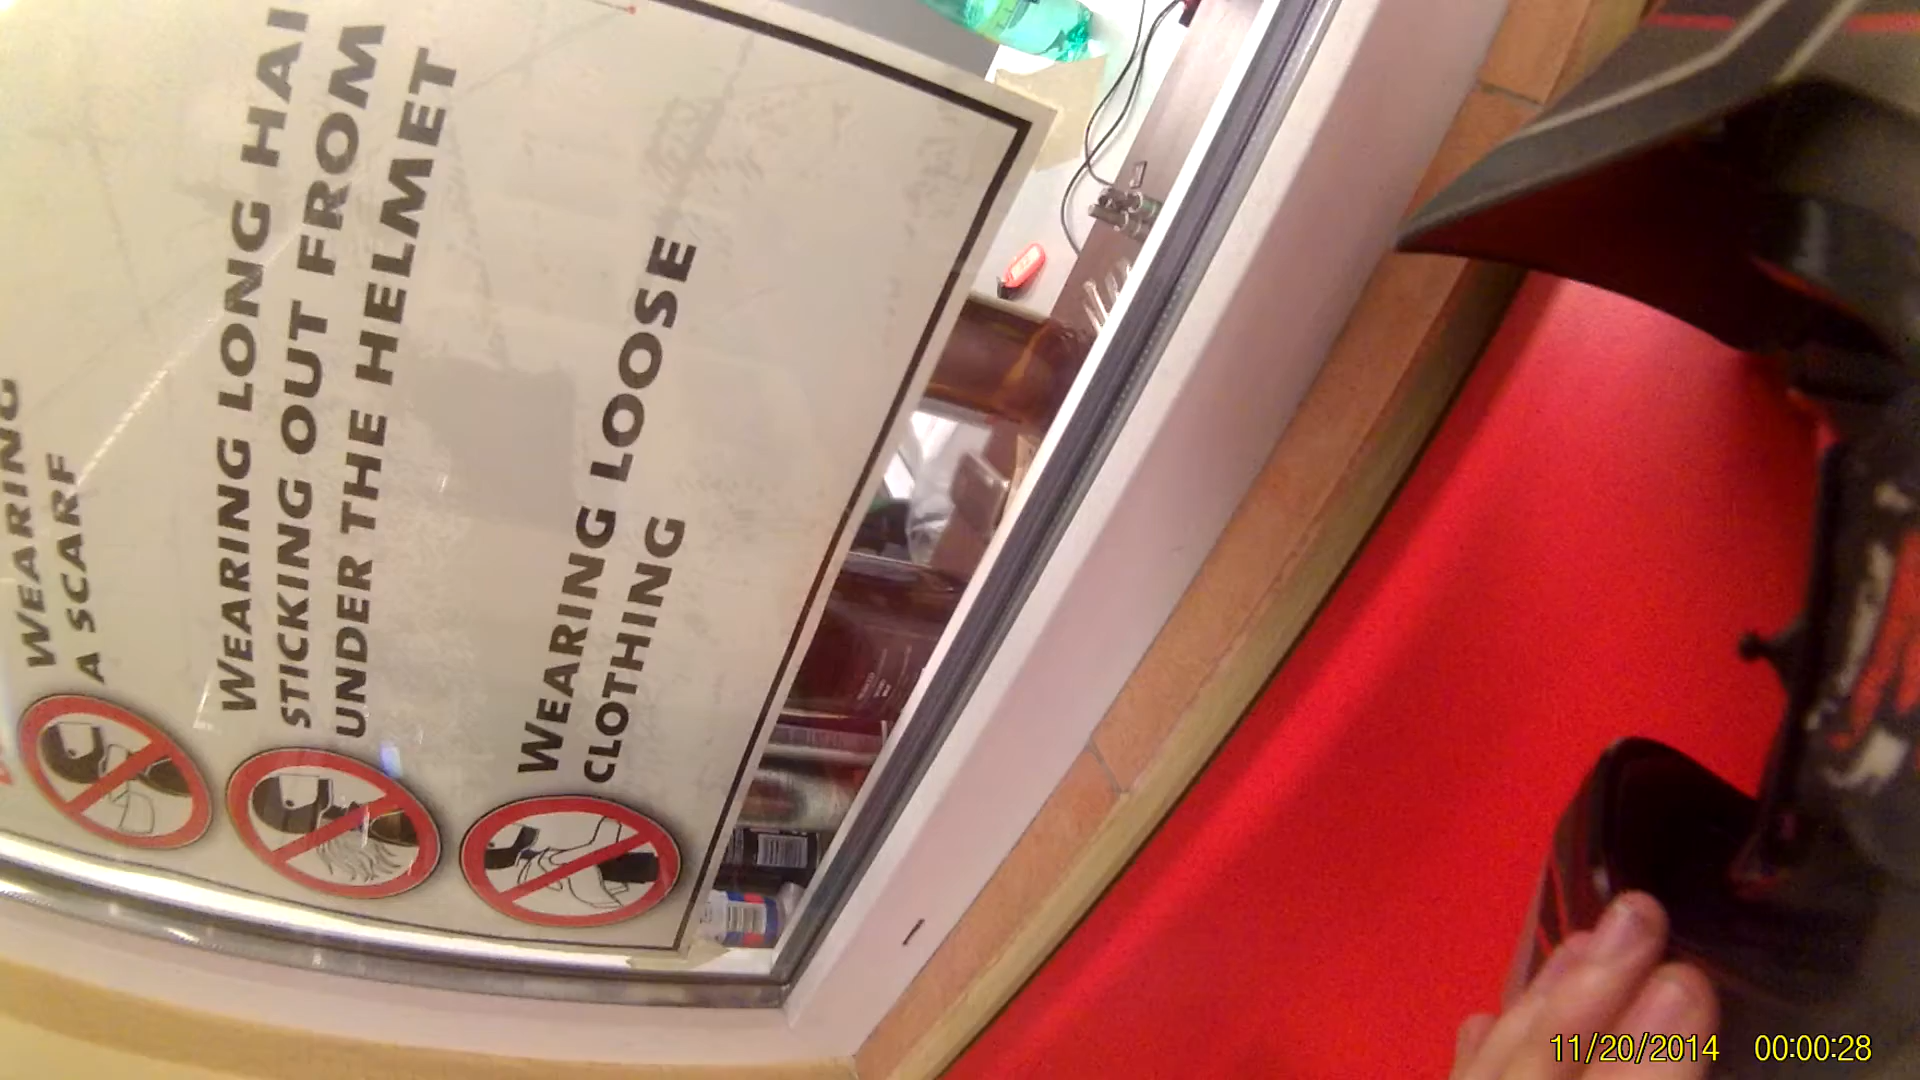 WEARING
A SCARF
WEARING LONG HAI
STICKING OUT FROM
UNDER THE HELMET
WEARING LOOSE
CLOTHING
11/20/2014 00:00:28